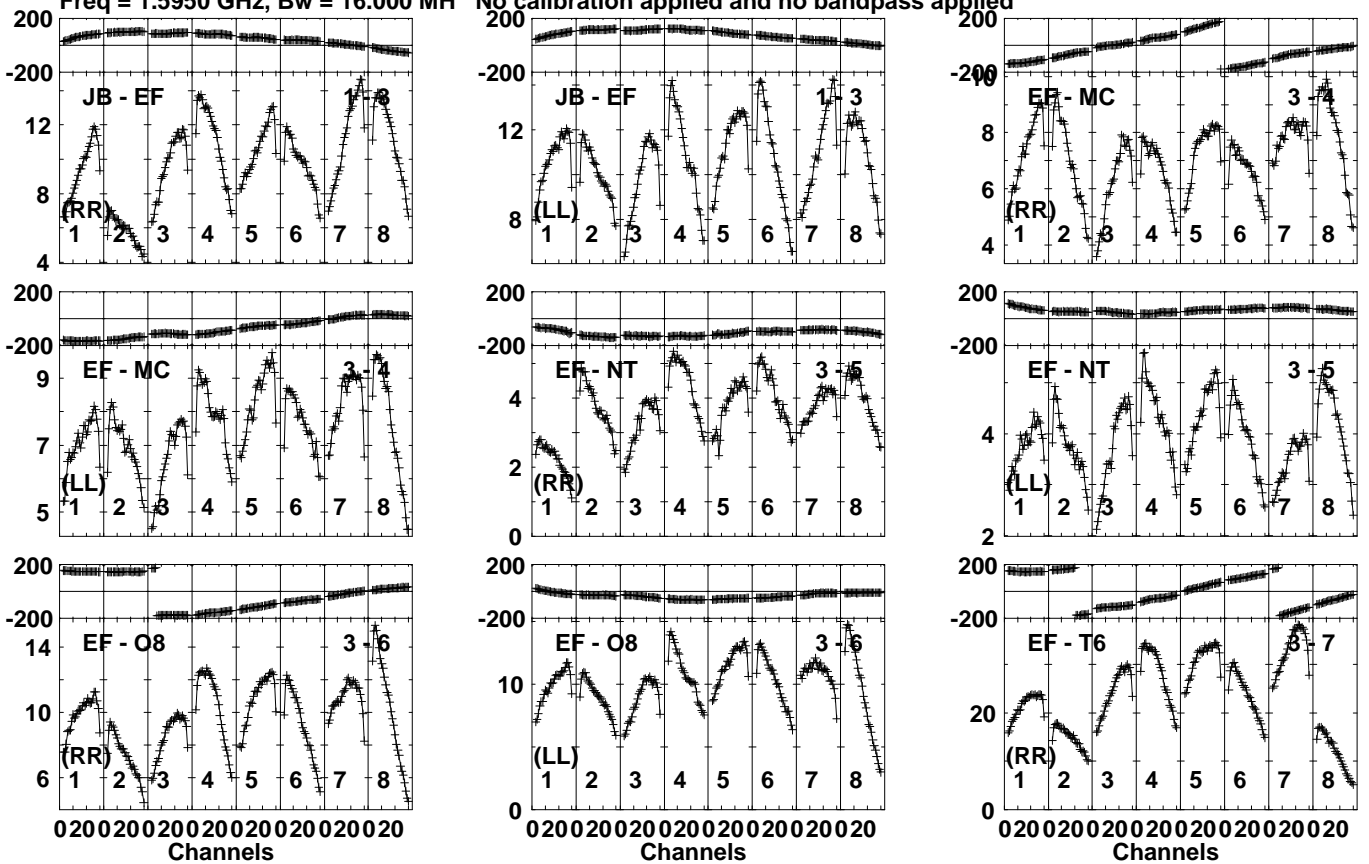 Freq = 1.5950 GHz, Bw = 16.000 MH No calibration applied and no bandpass applied
200
-200
JB - EF 1 - 3
12
8
4
(RR)
1 2 3 4 5 6 7 8
JB - EF 1 - 3
12
8
(LL)
1 2 3 4 5 6 7 8
200
-200
10
EF - MC 3 - 4
8
6
4
(RR)
1 2 3 4 5 6 7 8
200
-200
EF - MC 3 - 4
9
7
5
(LL)
1 2 3 4 5 6 7 8
EF - NT 3 - 5
4
2
0
(RR)
1 2 3 4 5 6 7 8
200
-200
EF - NT 3 - 5
4
2
(LL)
1 2 3 4 5 6 7 8
200
-200
EF - O8 3 - 6
14
10
6
(RR)
1 2 3 4 5 6 7 8
0 20 0 20 0 20 0 20 0 20 0 20 0 20 0 20
Channels
EF - O8 3 - 6
10
0
(LL)
1 2 3 4 5 6 7 8
0 20 0 20 0 20 0 20 0 20 0 20 0 20 0 20
Channels
200
-200
EF - T6 3 - 7
20
0
(RR)
1 2 3 4 5 6 7 8
0 20 0 20 0 20 0 20 0 20 0 20 0 20 0 20
Channels